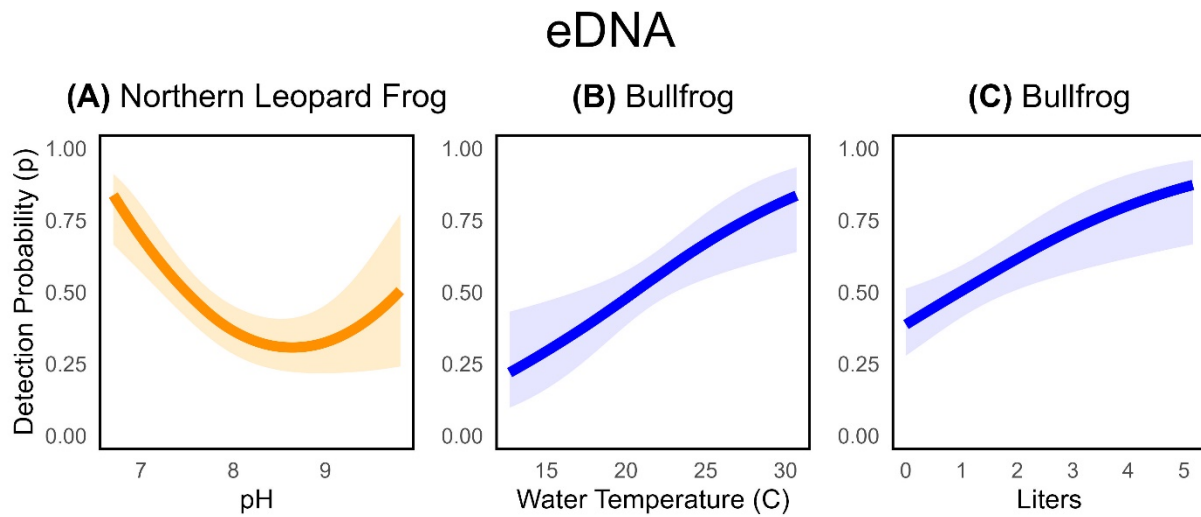 eDNA
(A) Northern Leopard Frog
(B) Bullfrog
(C) Bullfrog
Detection Probability (p)
1.00
0.75
0.50
0.25
0.00
7 8 9
pH
1.00
0.75
0.50
0.25
0.00
15 20 25 30
Water Temperature (C)
1.00
0.75
0.50
0.25
0.00
0 1 2 3 4 5
Liters